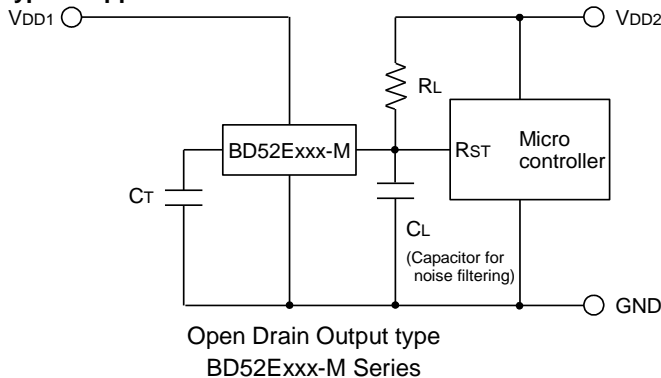 VDD1
VDD2
RL
BD52Exxx-M
RST
Micro
controller
CT
CL
(Capacitor for
noise filtering)
GND
Open Drain Output type
BD52Exxx-M Series